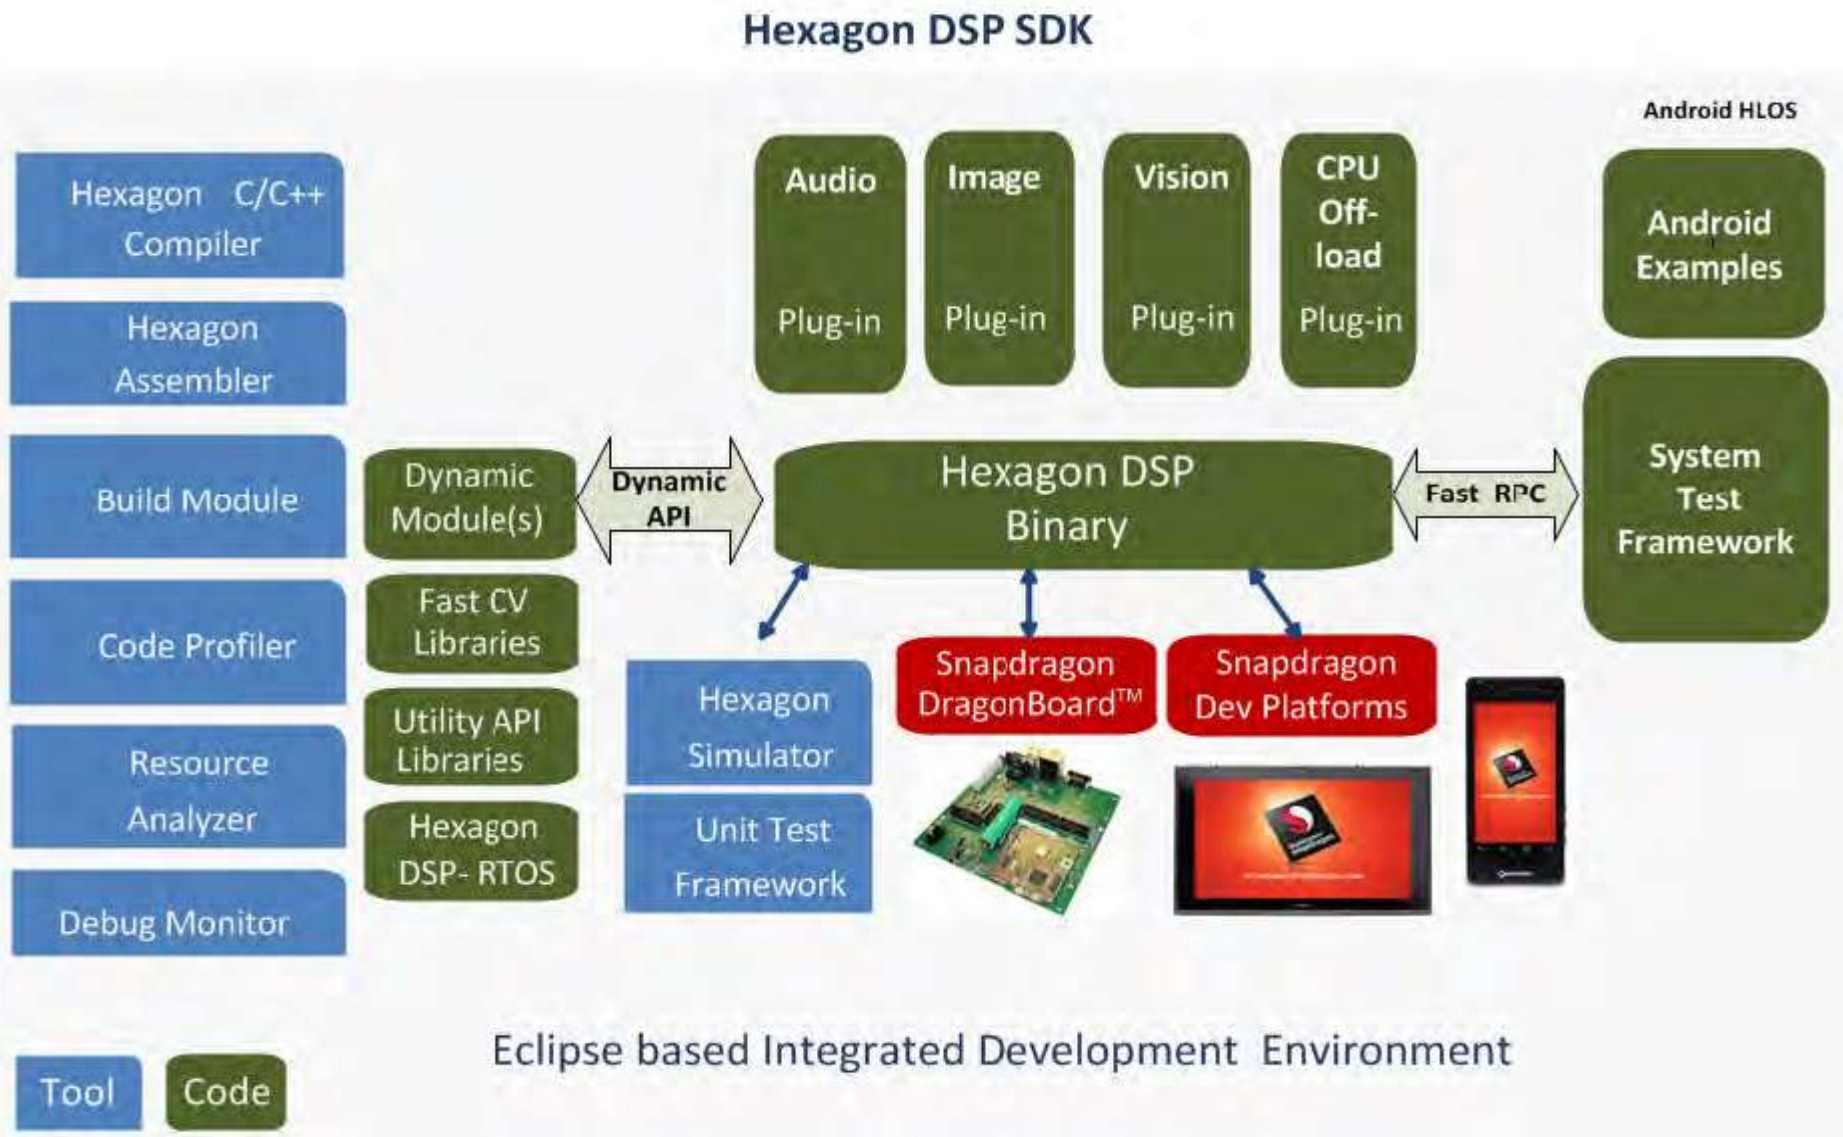 Hexagon DSP SDK
Android HLOS
Hexagon C/C++
Compiler
Hexagon
Assembler
Build Module
Code Profiler
Resource
Analyzer
Debug Monitor
Dynamic
Module(s)
Fast CV
Libraries
Utility API
Libraries
Hexagon
DSP- RTOS
Dynamic
API
Audio
Plug-in
Image
Plug-in
Vision
Plug-in
CPU
Off-
load
Plug-in
Hexagon DSP
Binary
Fast RPC
Android
Examples
System
Test
Framework
Hexagon
Simulator
Unit Test
Framework
Snapdragon
DragonBoard™
Snapdragon
Dev Platforms
Eclipse based Integrated Development Environment
Tool
Code